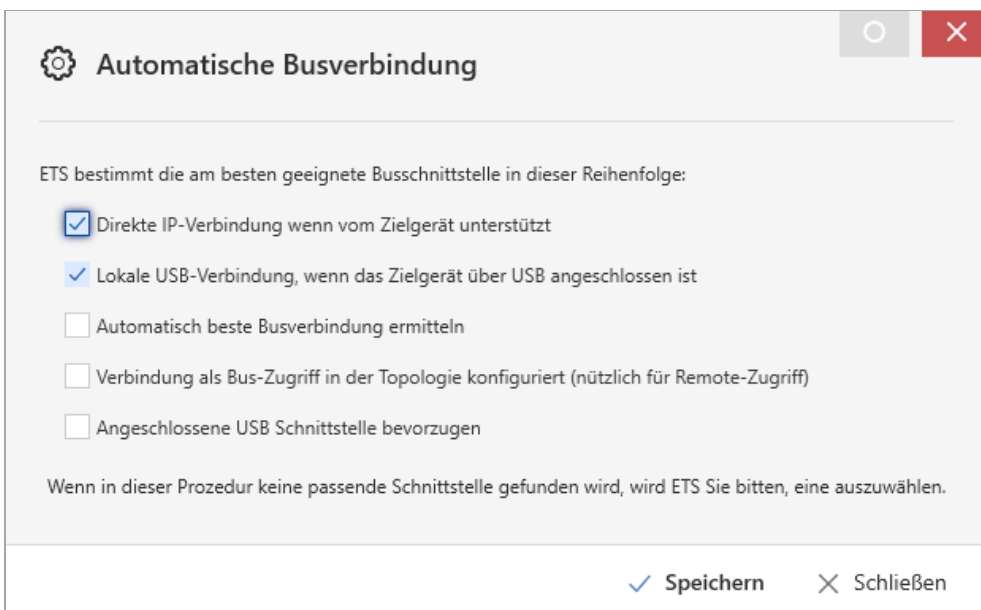 Automatische Busverbindung
ETS bestimmt die am besten geeignete Busschnittstelle in dieser Reihenfolge:
Direkte IP-Verbindung wenn vom Zielgerät unterstützt
Lokale USB-Verbindung, wenn das Zielgerät über USB angeschlossen ist
Automatisch beste Busverbindung ermitteln
Verbindung als Bus-Zugriff in der Topologie konfiguriert (nützlich für Remote-Zugriff)
Angeschlossene USB Schnittstelle bevorzugen
Wenn in dieser Prozedur keine passende Schnittstelle gefunden wird, wird ETS Sie bitten, eine auszuwählen.
Speichern Schließen